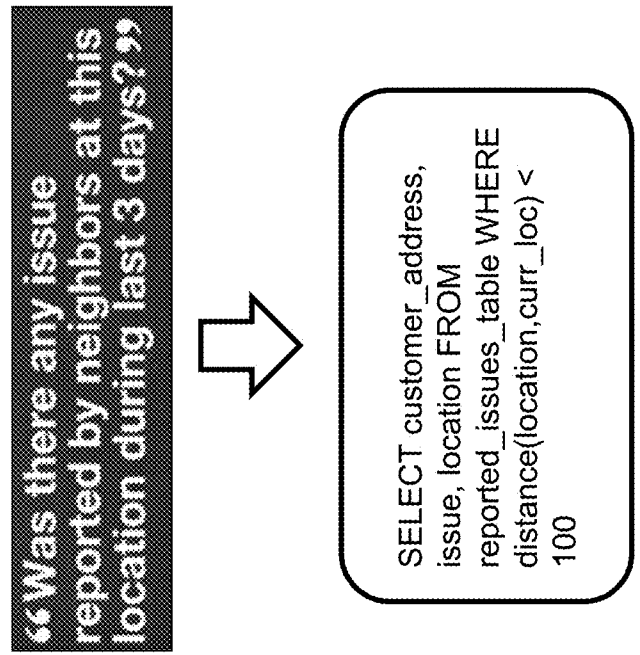 “Was there any issue
reported by neighbors at this
location during last 3 days?”
SELECT customer_address,
issue, location FROM
reported_issues_table WHERE
distance(location,curr_loc) <
100